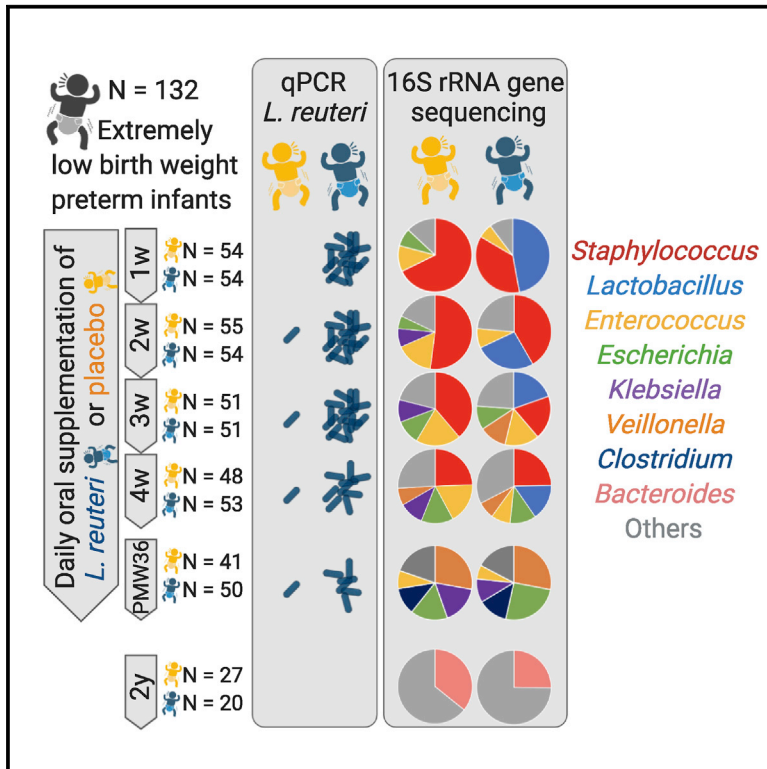 N = 132
Extremely
low birth weight
preterm infants
qPCR
L. reuteri
16S rRNA gene
sequencing
Daily oral supplementation of
L. reuteri or placebo
1w
N = 54
N = 54
2w
N = 55
N = 54
3w
N = 51
N = 51
4w
N = 48
N = 53
PMW36
N = 41
N = 50
2y
N = 27
N = 20
Staphylococcus
Lactobacillus
Enterococcus
Escherichia
Klebsiella
Veillonella
Clostridium
Bacteroides
Others